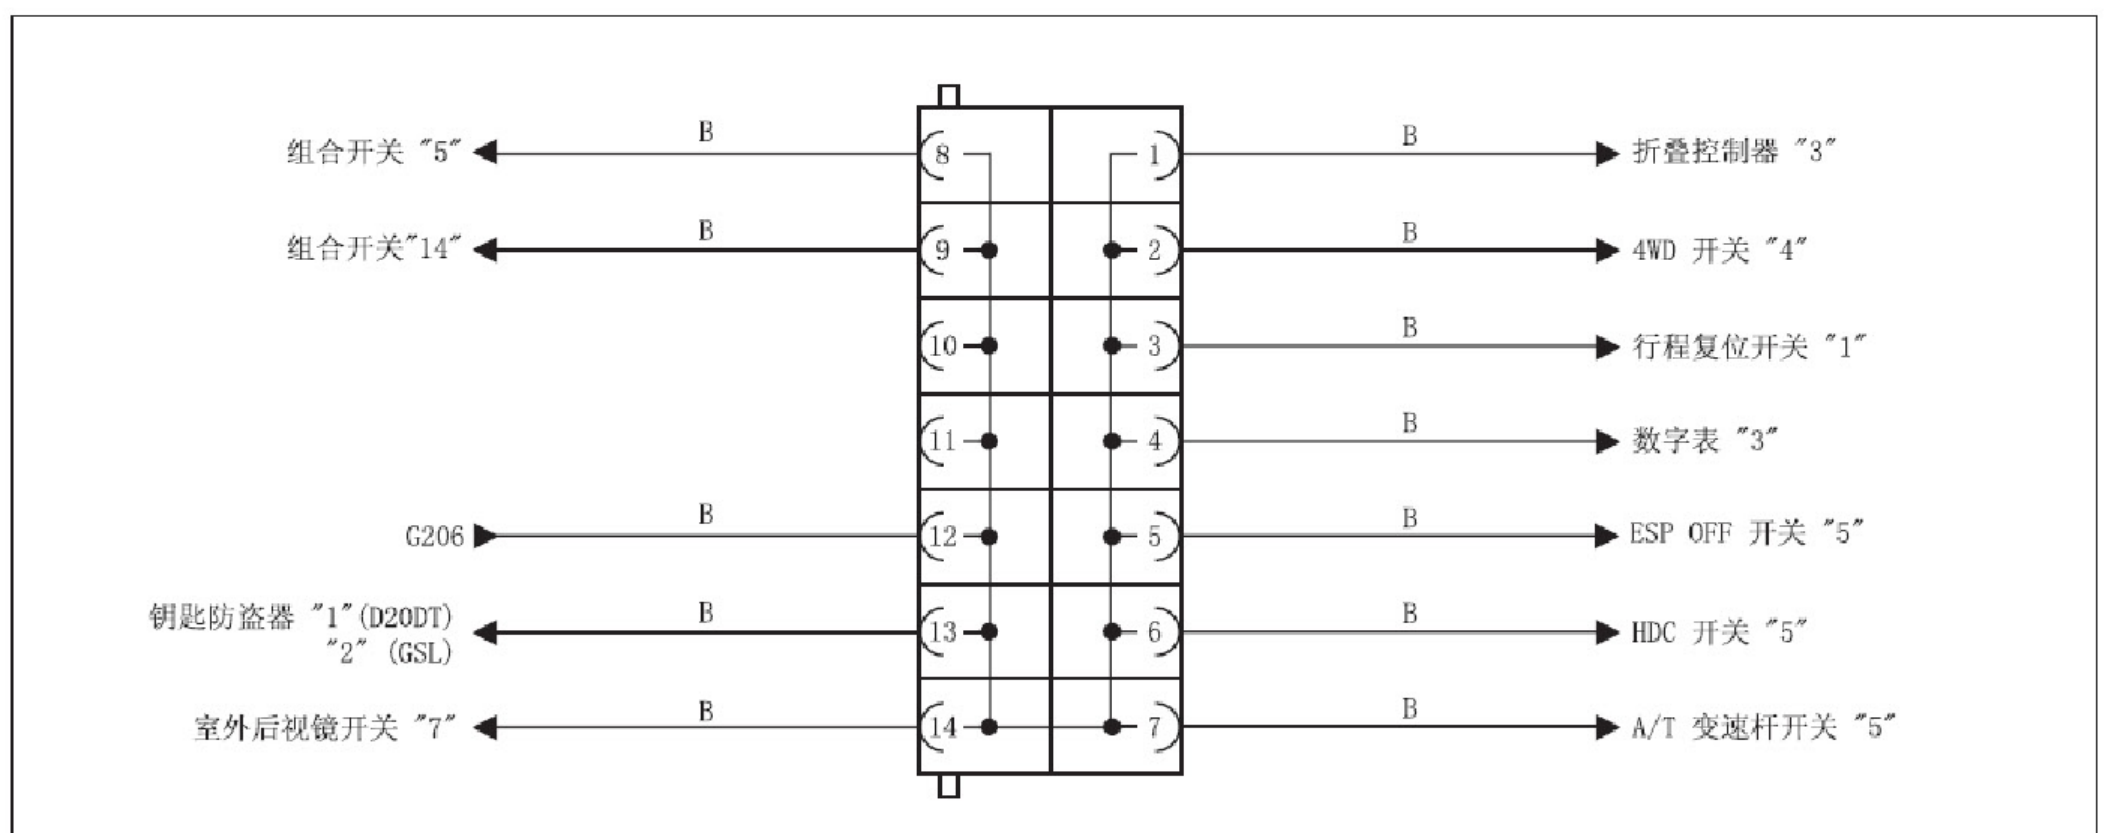 组合开关 ″5″
B
8
1
B
折叠控制器 ″3″
组合开关″14″
B
9
2
B
4WD 开关 ″4″
10
3
B
行程复位开关 ″1″
11
4
B
数字表 ″3″
G206
B
12
5
B
ESP OFF 开关 ″5″
钥匙防盗器 ″1″(D20DT)
″2″ (GSL)
B
13
6
B
HDC 开关 ″5″
室外后视镜开关 ″7″
B
14
7
B
A/T 变速杆开关 ″5″